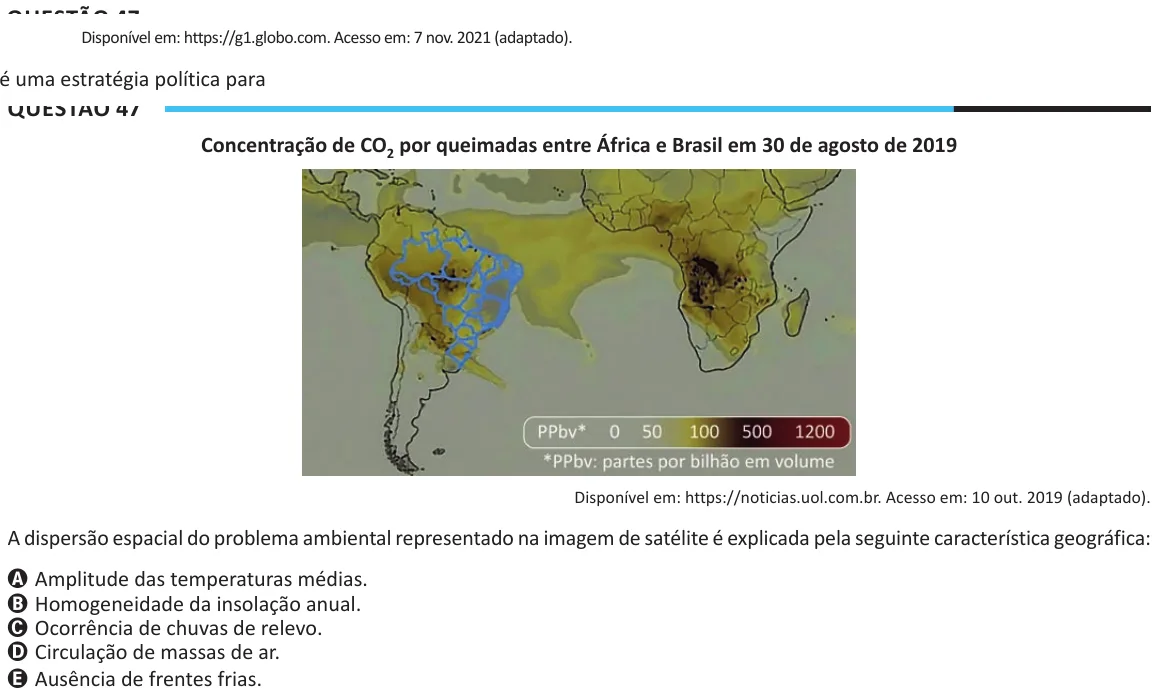 QUESTÃO 47
Disponível em: https://g1.globo.com. Acesso em: 7 nov. 2021 (adaptado).
é uma estratégia política para
QUESTÃO 47
Concentração de CO2 por queimadas entre África e Brasil em 30 de agosto de 2019
PPbv* 0 50 100 500 1200
*PPbv: partes por bilhão em volume
Disponível em: https://noticias.uol.com.br. Acesso em: 10 out. 2019 (adaptado).
A dispersão espacial do problema ambiental representado na imagem de satélite é explicada pela seguinte característica geográfica:
A Amplitude das temperaturas médias.
B Homogeneidade da insolação anual.
C Ocorrência de chuvas de relevo.
D Circulação de massas de ar.
E Ausência de frentes frias.